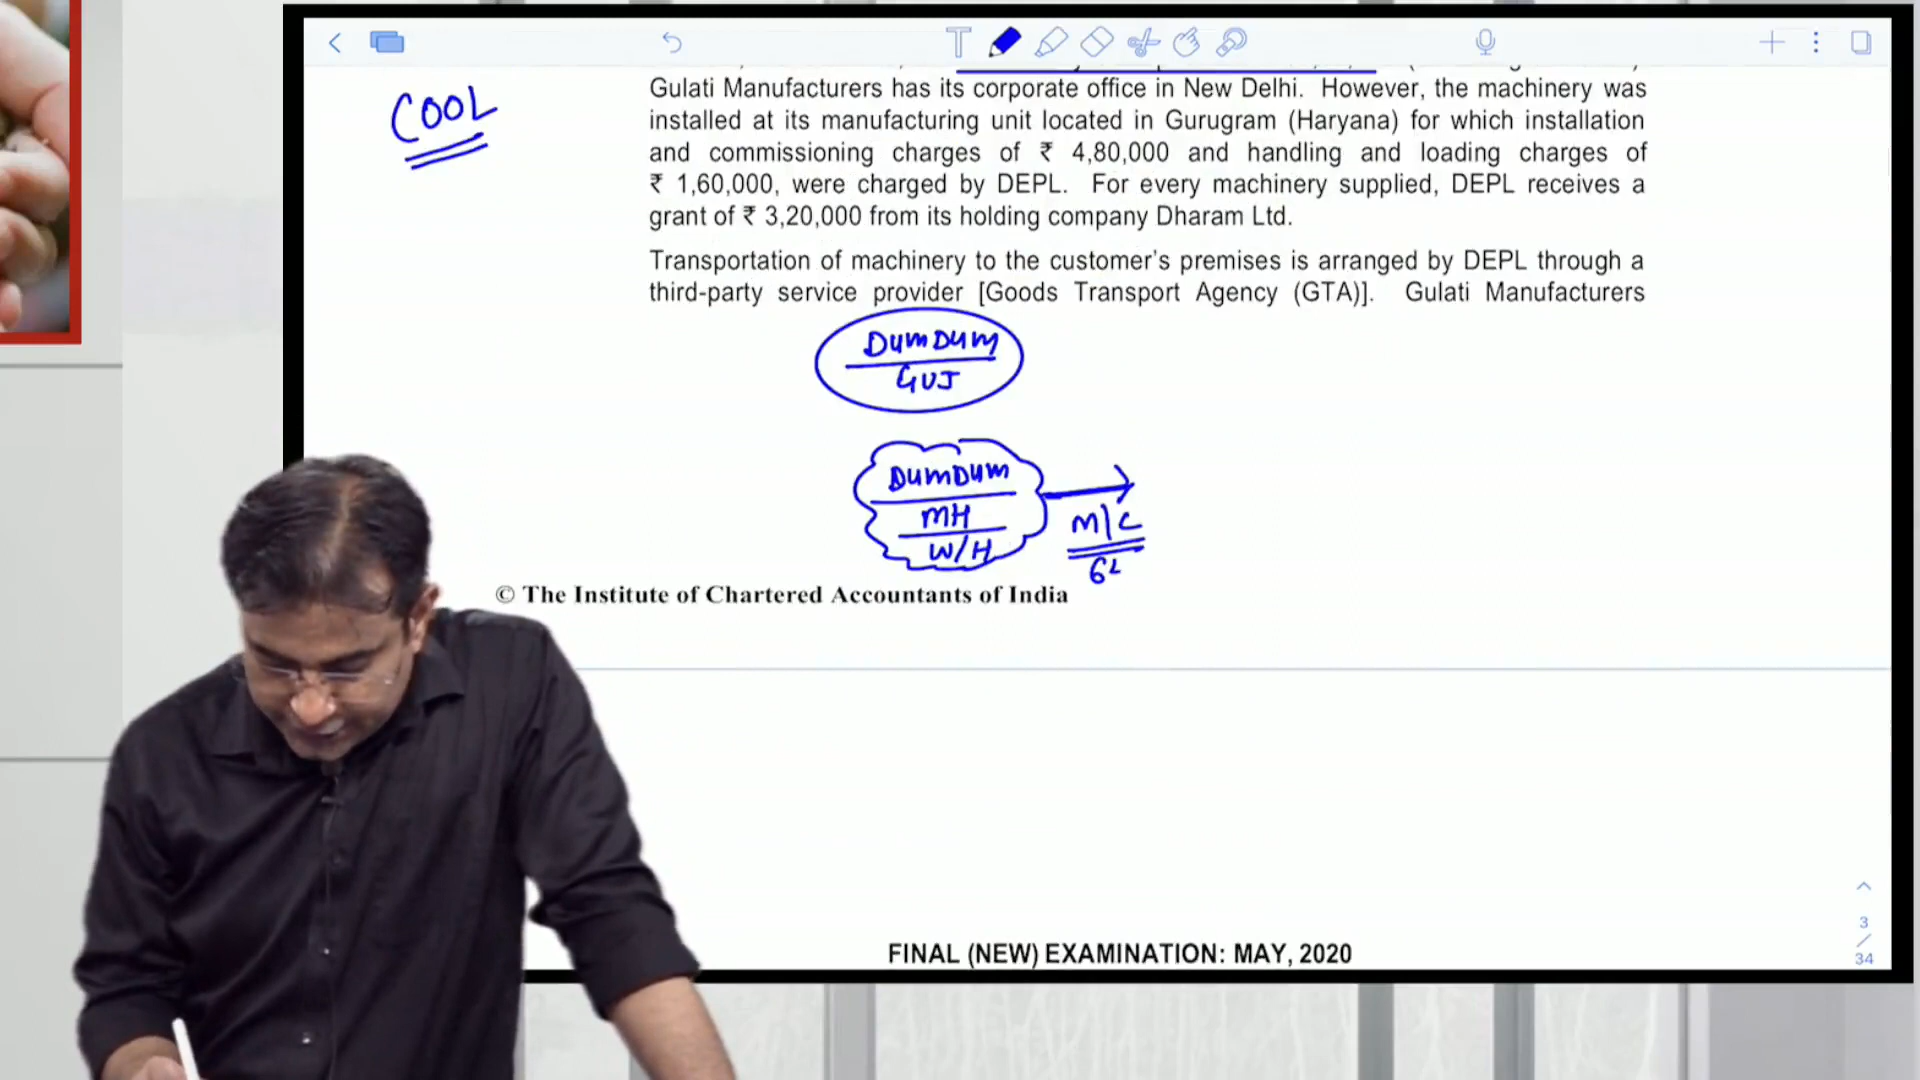 COOL
Gulati Manufacturers has its corporate office in New Delhi. However, the machinery was
installed at its manufacturing unit located in Gurugram (Haryana) for which installation
and commissioning charges of ₹ 4,80,000 and handling and loading charges of
₹ 1,60,000, were charged by DEPL. For every machinery supplied, DEPL receives a
grant of ₹ 3,20,000 from its holding company Dharam Ltd.
Transportation of machinery to the customer's premises is arranged by DEPL through a
third-party service provider [Goods Transport Agency (GTA)]. Gulati Manufacturers
DUMDUM
GUJ
DUMDUM
MH
W/H
M/C
6L
© The Institute of Chartered Accountants of India
FINAL (NEW) EXAMINATION: MAY, 2020
3
/
34